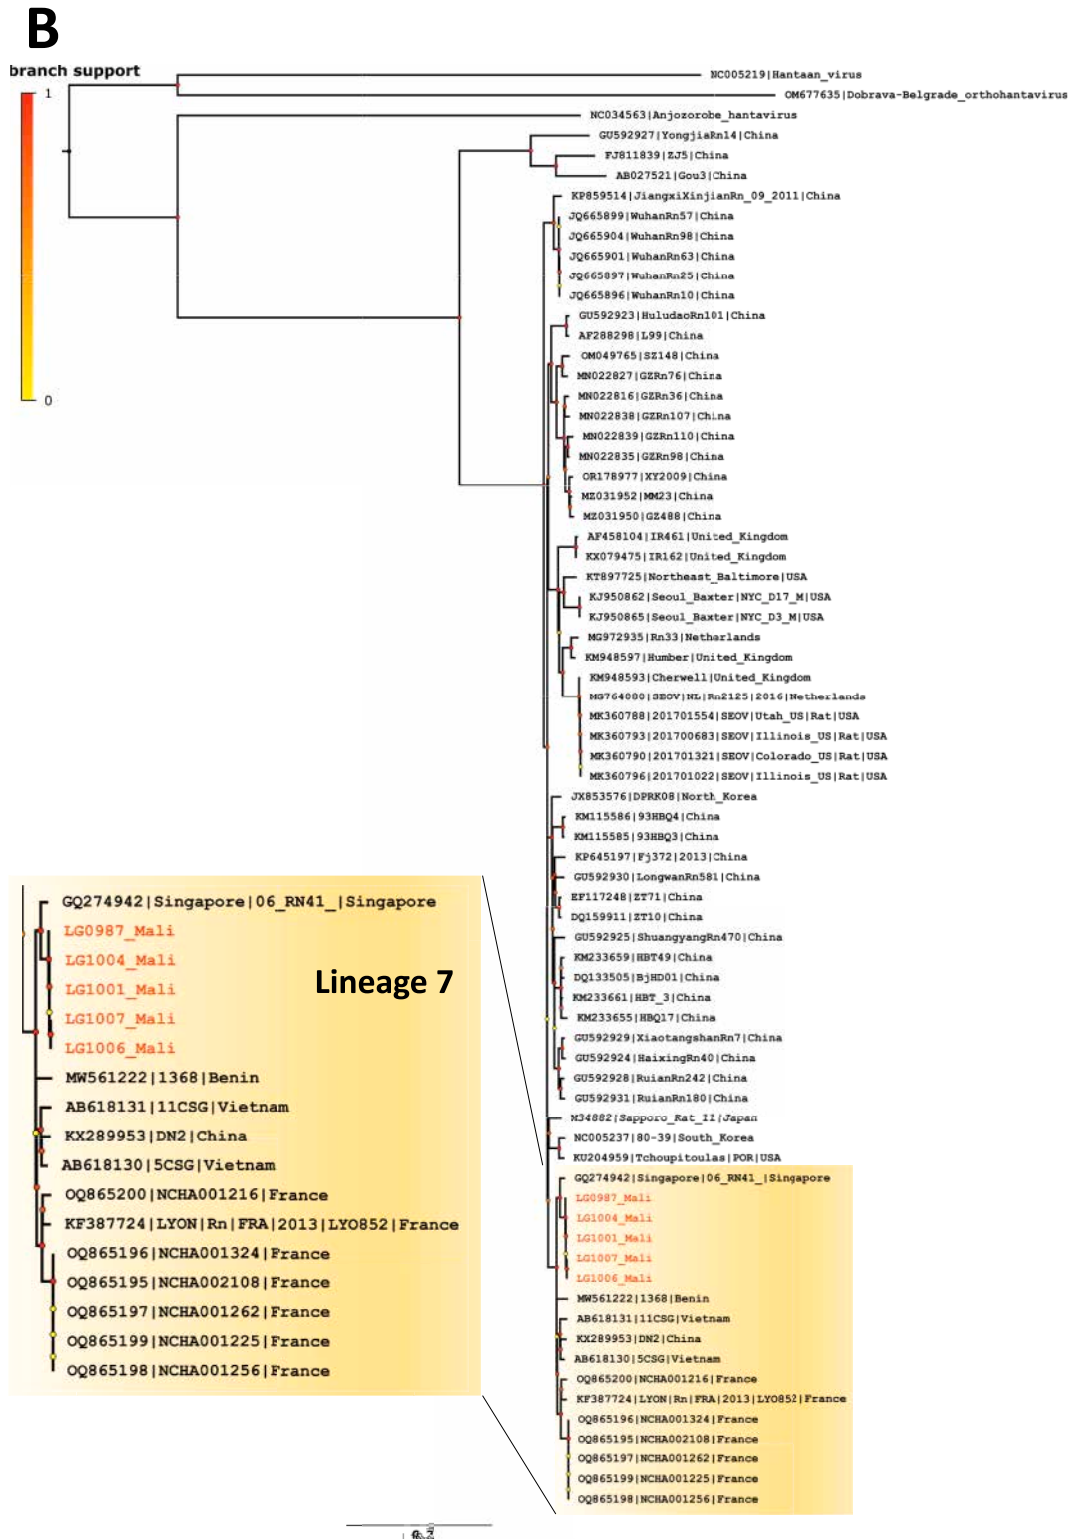 B
branch support
1
0
NC005219|Hantaan_virus
OM677635|Dobrava-Belgrade_orthohantavirus
NC034563|Anjozorobe_hantavirus
GU592927|YongjiaRn14|China
FJ811839|ZJ5|China
AB027521|Gou3|China
KP859514|JiangxiXinjianRn_09_2011|China
JQ665899|WuhanRn57|China
JQ665904|WuhanRn98|China
JQ665901|WuhanRn63|China
JQ665897|WuhanRn25|China
JQ665896|WuhanRn10|China
GU592923|HuludaoRn101|China
AF288298|L99|China
OM049765|SZ148|China
MN022827|GZRn76|China
MN022816|GZRn36|China
MN022838|GZRn107|China
MN022839|GZRn110|China
MN022835|GZRn98|China
OR178977|XY2009|China
MZ031952|MM23|China
MZ031950|GZ488|China
AF458104|IR461|United_Kingdom
KX079475|IR162|United_Kingdom
KT897725|Northeast_Baltimore|USA
KJ950862|Seoul_Baxter|NYC_D17_M|USA
KJ950865|Seoul_Baxter|NYC_D3_M|USA
MG972935|Rn33|Netherlands
KM948597|Humber|United_Kingdom
KM948593|Cherwell|United_Kingdom
MG764080|SEOV|NL|Rn2125|2016|Netherlands
MK360788|201701554|SEOV|Utah_US|Rat|USA
MK360793|201700683|SEOV|Illinois_US|Rat|USA
MK360790|201701321|SEOV|Colorado_US|Rat|USA
MK360796|201701022|SEOV|Illinois_US|Rat|USA
JX853576|DPRK08|North_Korea
KM115586|93HBQ4|China
KM115585|93HBQ3|China
KP645197|Fj372|2013|China
GU592930|LongwanRn581|China
EF117248|ZT71|China
DQ159911|ZT10|China
GU592925|ShuangyangRn470|China
KM233659|HBT49|China
DQ133505|BjHD01|China
KM233661|HBT_3|China
KM233655|HBQ17|China
GU592929|XiaotangshanRn7|China
GU592924|HaixingRn40|China
GU592928|RuianRn242|China
GU592931|RuianRn180|China
M34882|Sapporo_Rat_11|Japan
NC005237|80-39|South_Korea
KU204959|Tchoupitoulas|POR|USA
GQ274942|Singapore|06_RN41_|Singapore
LG0987_Mali
LG1004_Mali
LG1001_Mali
LG1007_Mali
LG1006_Mali
MW561222|1368|Benin
AB618131|11CSG|Vietnam
KX289953|DN2|China
AB618130|5CSG|Vietnam
OQ865200|NCHA001216|France
KF387724|LYON|Rn|FRA|2013|LYO852|France
OQ865196|NCHA001324|France
OQ865195|NCHA002108|France
OQ865197|NCHA001262|France
OQ865199|NCHA001225|France
OQ865198|NCHA001256|France
Lineage 7
GQ274942|Singapore|06_RN41_|Singapore
LG0987_Mali
LG1004_Mali
LG1001_Mali
LG1007_Mali
LG1006_Mali
MW561222|1368|Benin
AB618131|11CSG|Vietnam
KX289953|DN2|China
AB618130|5CSG|Vietnam
OQ865200|NCHA001216|France
KF387724|LYON|Rn|FRA|2013|LYO852|France
OQ865196|NCHA001324|France
OQ865195|NCHA002108|France
OQ865197|NCHA001262|France
OQ865199|NCHA001225|France
OQ865198|NCHA001256|France